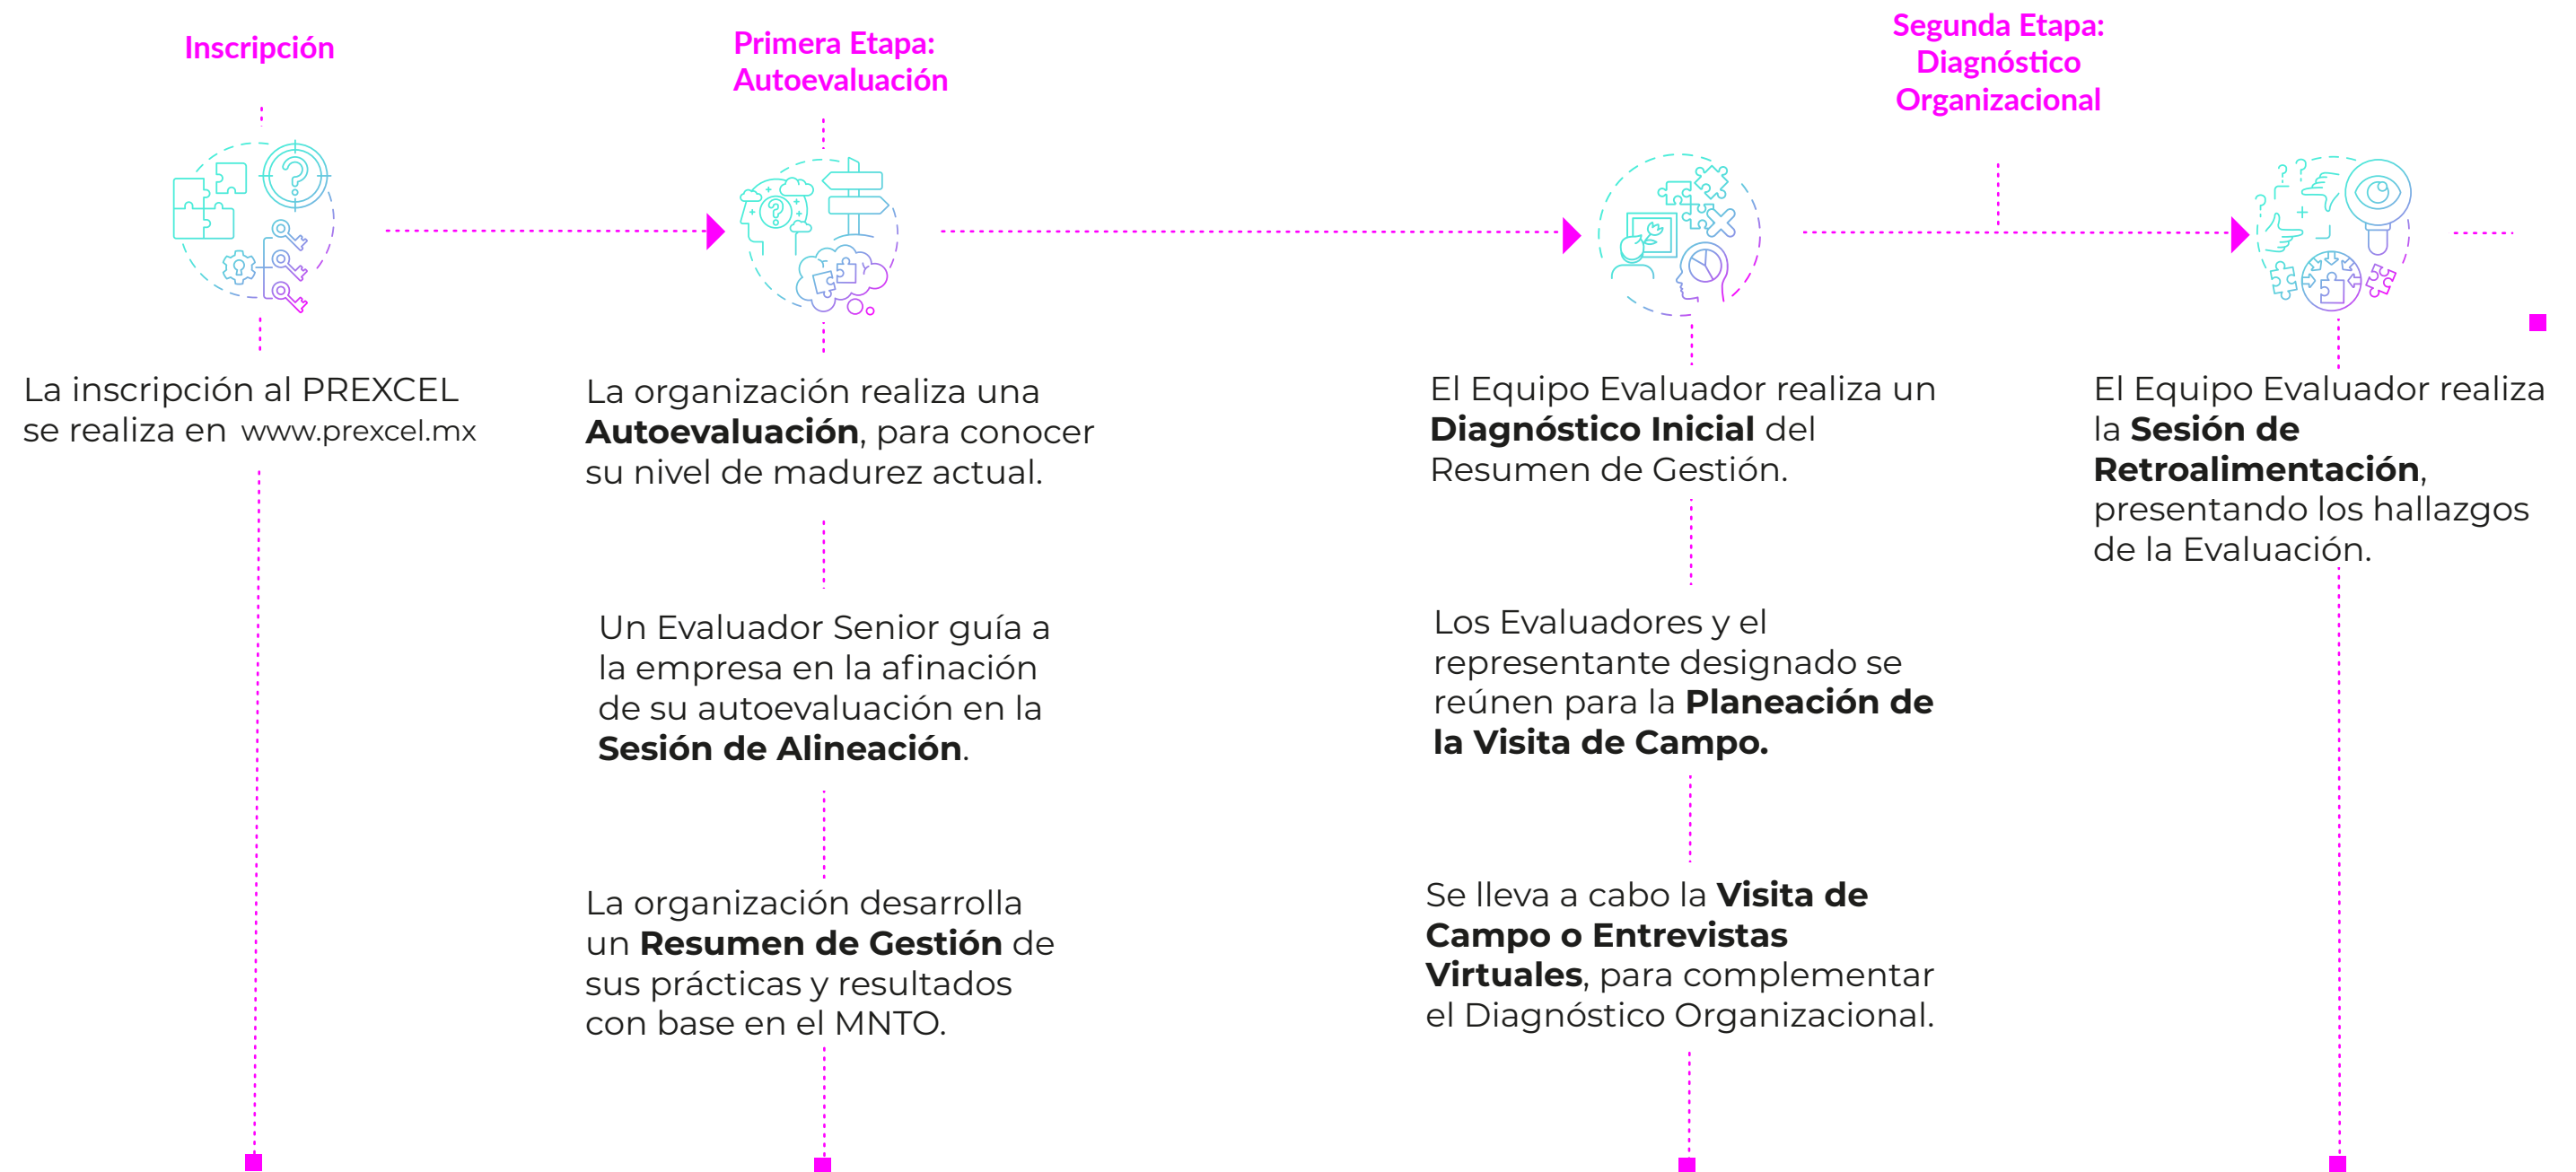 Inscripción
La inscripción al PREXCEL
se realiza en www.prexcel.mx
Primera Etapa:
Autoevaluación
La organización realiza una
Autoevaluación, para conocer
su nivel de madurez actual.
Un Evaluador Senior guía a
la empresa en la afinación
de su autoevaluación en la
Sesión de Alineación.
La organización desarrolla
un Resumen de Gestión de
sus prácticas y resultados
con base en el MNTO.
Segunda Etapa:
Diagnóstico
Organizacional
El Equipo Evaluador realiza un
Diagnóstico Inicial del
Resumen de Gestión.
Los Evaluadores y el
representante designado se
reúnen para la Planeación de
la Visita de Campo.
Se lleva a cabo la Visita de
Campo o Entrevistas
Virtuales, para complementar
el Diagnóstico Organizacional.
El Equipo Evaluador realiza
la Sesión de
Retroalimentación,
presentando los hallazgos
de la Evaluación.